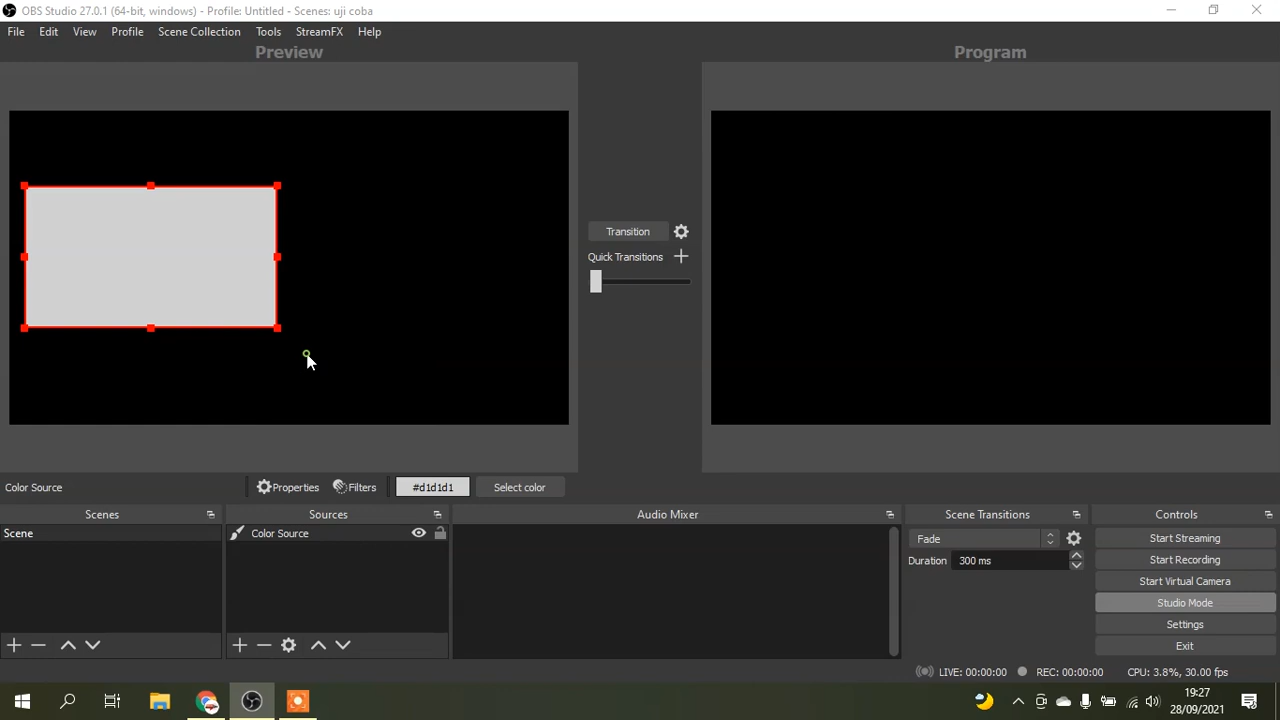 OBS Studio 27.0.1 (64-bit, windows) - Profile: Untitled - Scenes: uji coba
File Edit View Profile Scene Collection Tools StreamFX Help
Preview Program
Transition
Quick Transitions
Color Source Properties Filters #d1d1d1 Select color
Scenes Sources Audio Mixer Scene Transitions Controls
Scene Color Source
Fade Start Streaming
Duration 300 ms Start Recording
Start Virtual Camera
Studio Mode
Settings
Exit
LIVE: 00:00:00 REC: 00:00:00 CPU: 3.8%, 30.00 fps
19:27
28/09/2021